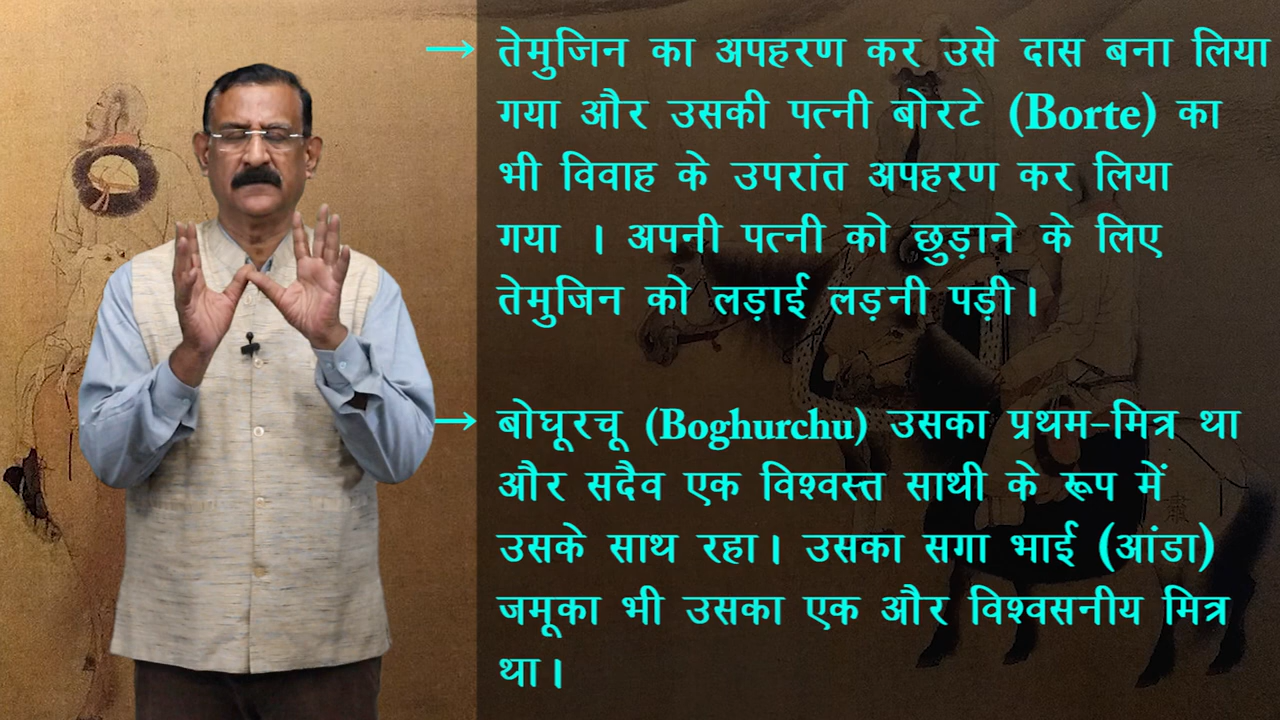 → तेमुजिन का अपहरण कर उसे दास बना लिया
गया और उसकी पत्नी बोरटे (Borte) का
भी विवाह के उपरांत अपहरण कर लिया
गया । अपनी पत्नी को छुड़ाने के लिए
तेमुजिन को लड़ाई लड़नी पड़ी।
→ बोघूरचू (Boghurchu) उसका प्रथम-मित्र था
और सदैव एक विश्वस्त साथी के रूप में
उसके साथ रहा। उसका सगा भाई (आंडा)
जमूका भी उसका एक और विश्वसनीय मित्र
था।